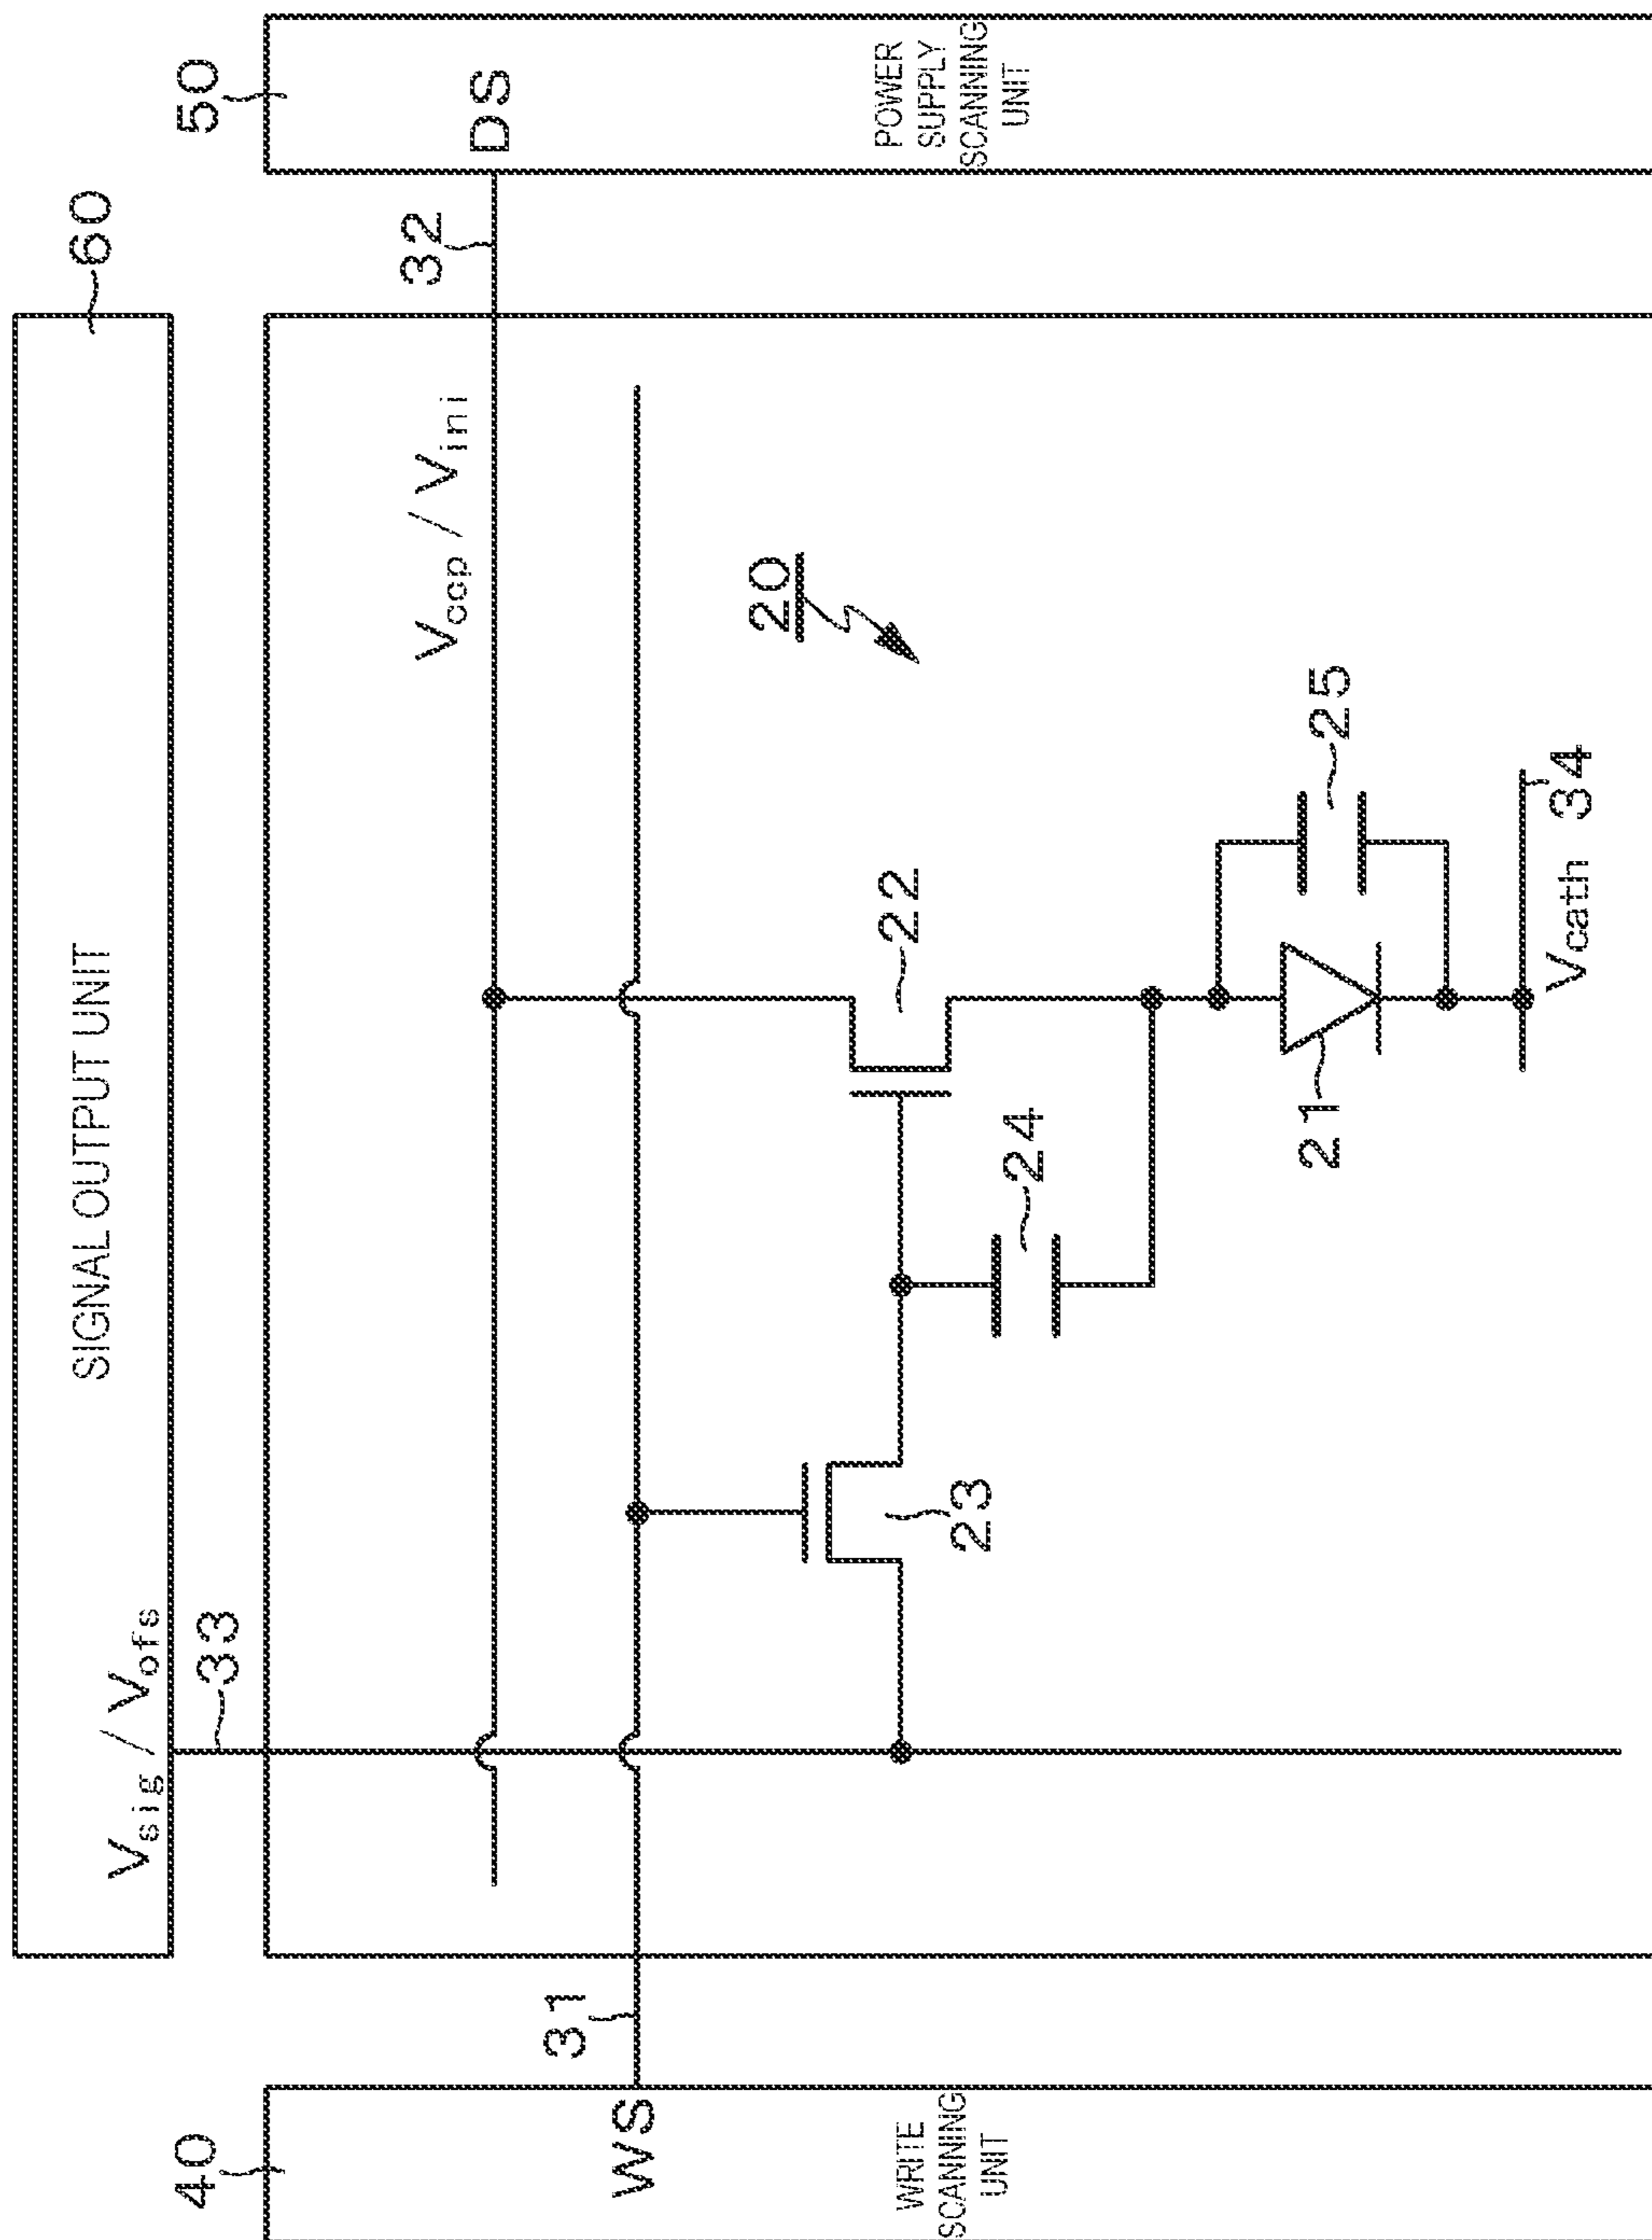 60
SIGNAL OUTPUT UNIT
Vsig / Vofs
33
40
50
Vccp / Vini
32
DS
31
WS
20
22
WRITE
SCANNING
UNIT
POWER
SUPPLY
SCANNING
UNIT
23
24
25
21
Vcath 34